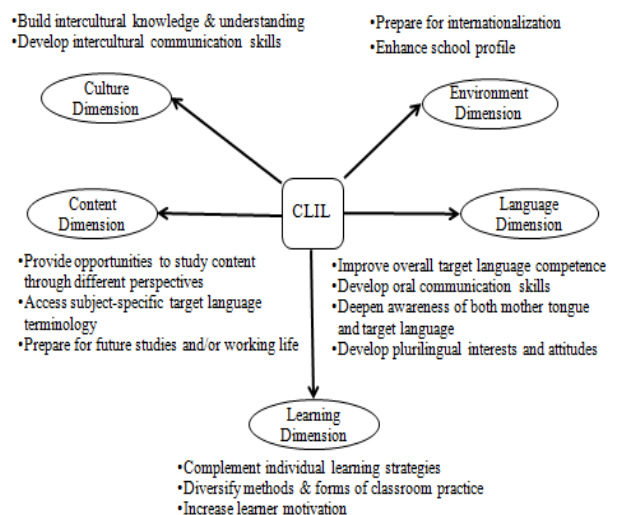 •Build intercultural knowledge & understanding
•Develop intercultural communication skills
•Prepare for internationalization
•Enhance school profile
Culture
Dimension
Environment
Dimension
CLIL
Content
Dimension
Language
Dimension
•Provide opportunities to study content
through different perspectives
•Access subject-specific target language
terminology
•Prepare for future studies and/or working life
•Improve overall target language competence
•Develop oral communication skills
•Deepen awareness of both mother tongue
and target language
•Develop plurilingual interests and attitudes
Learning
Dimension
•Complement individual learning strategies
•Diversify methods & forms of classroom practice
•Increase learner motivation